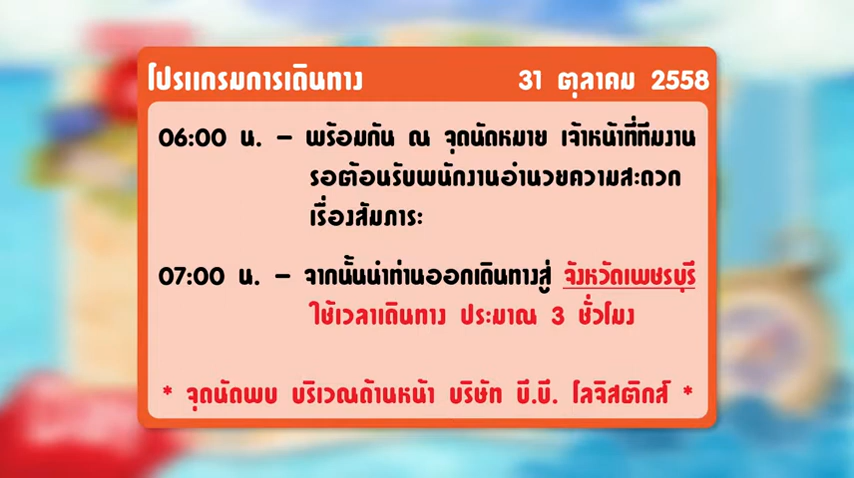 โปรแกรมการเดินทาง 31 ตุลาคม 2558
06:00 น. – พร้อมกัน ณ จุดนัดหมาย เจ้าหน้าที่ทีมงาน
รอต้อนรับพนักงานอำนวยความสะดวก
เรื่องสัมภาระ
07:00 น. – จากนั้นนำท่านออกเดินทางสู่ จังหวัดเพชรบุรี
ใช้เวลาเดินทาง ประมาณ 3 ชั่วโมง
* จุดนัดพบ บริเวณด้านหน้า บริษัท บี.บี. โลจิสติกส์ *